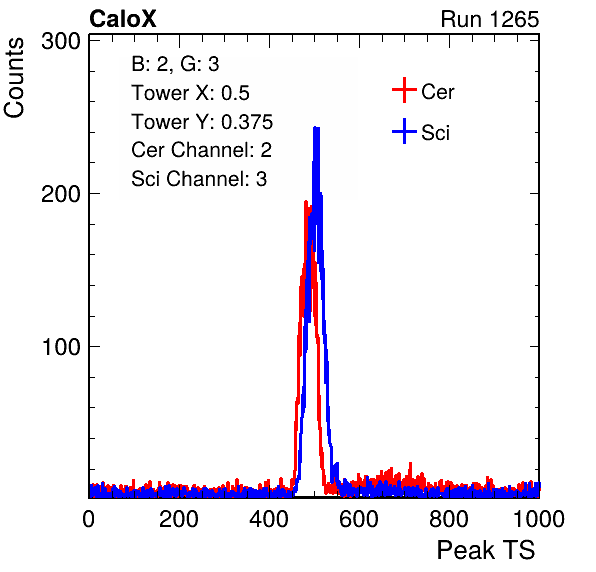 CaloX Run 1265
Counts
300
200
100
B: 2, G: 3
Tower X: 0.5
Tower Y: 0.375
Cer Channel: 2
Sci Channel: 3
Cer
Sci
0 200 400 600 800 1000
Peak TS